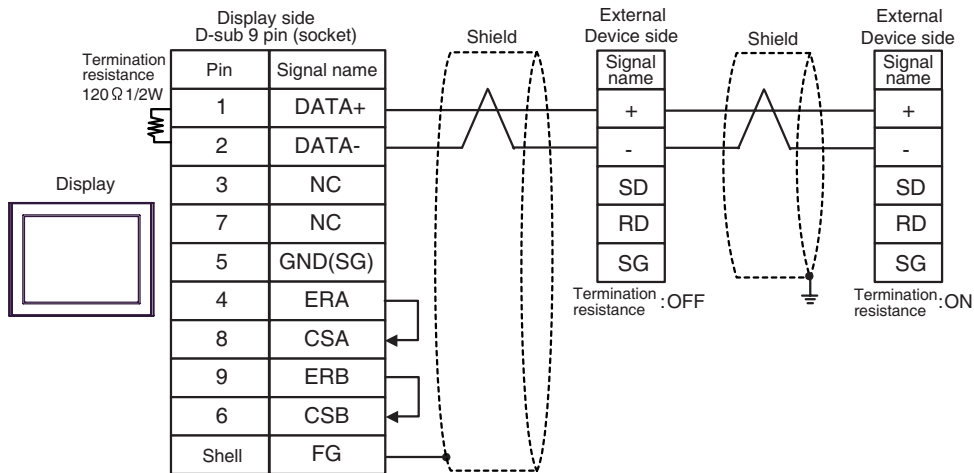 Display side
D-sub 9 pin (socket)
Shield
External
Device side
Shield
External
Device side
Termination
resistance
120 Ω 1/2W
Pin Signal name
Signal
name
Signal
name
1 DATA+
+
+
2 DATA-
-
-
Display
3 NC
SD
SD
7 NC
RD
RD
5 GND(SG)
SG
SG
4 ERA
Termination
resistance :OFF
Termination
resistance :ON
8 CSA
9 ERB
6 CSB
Shell FG